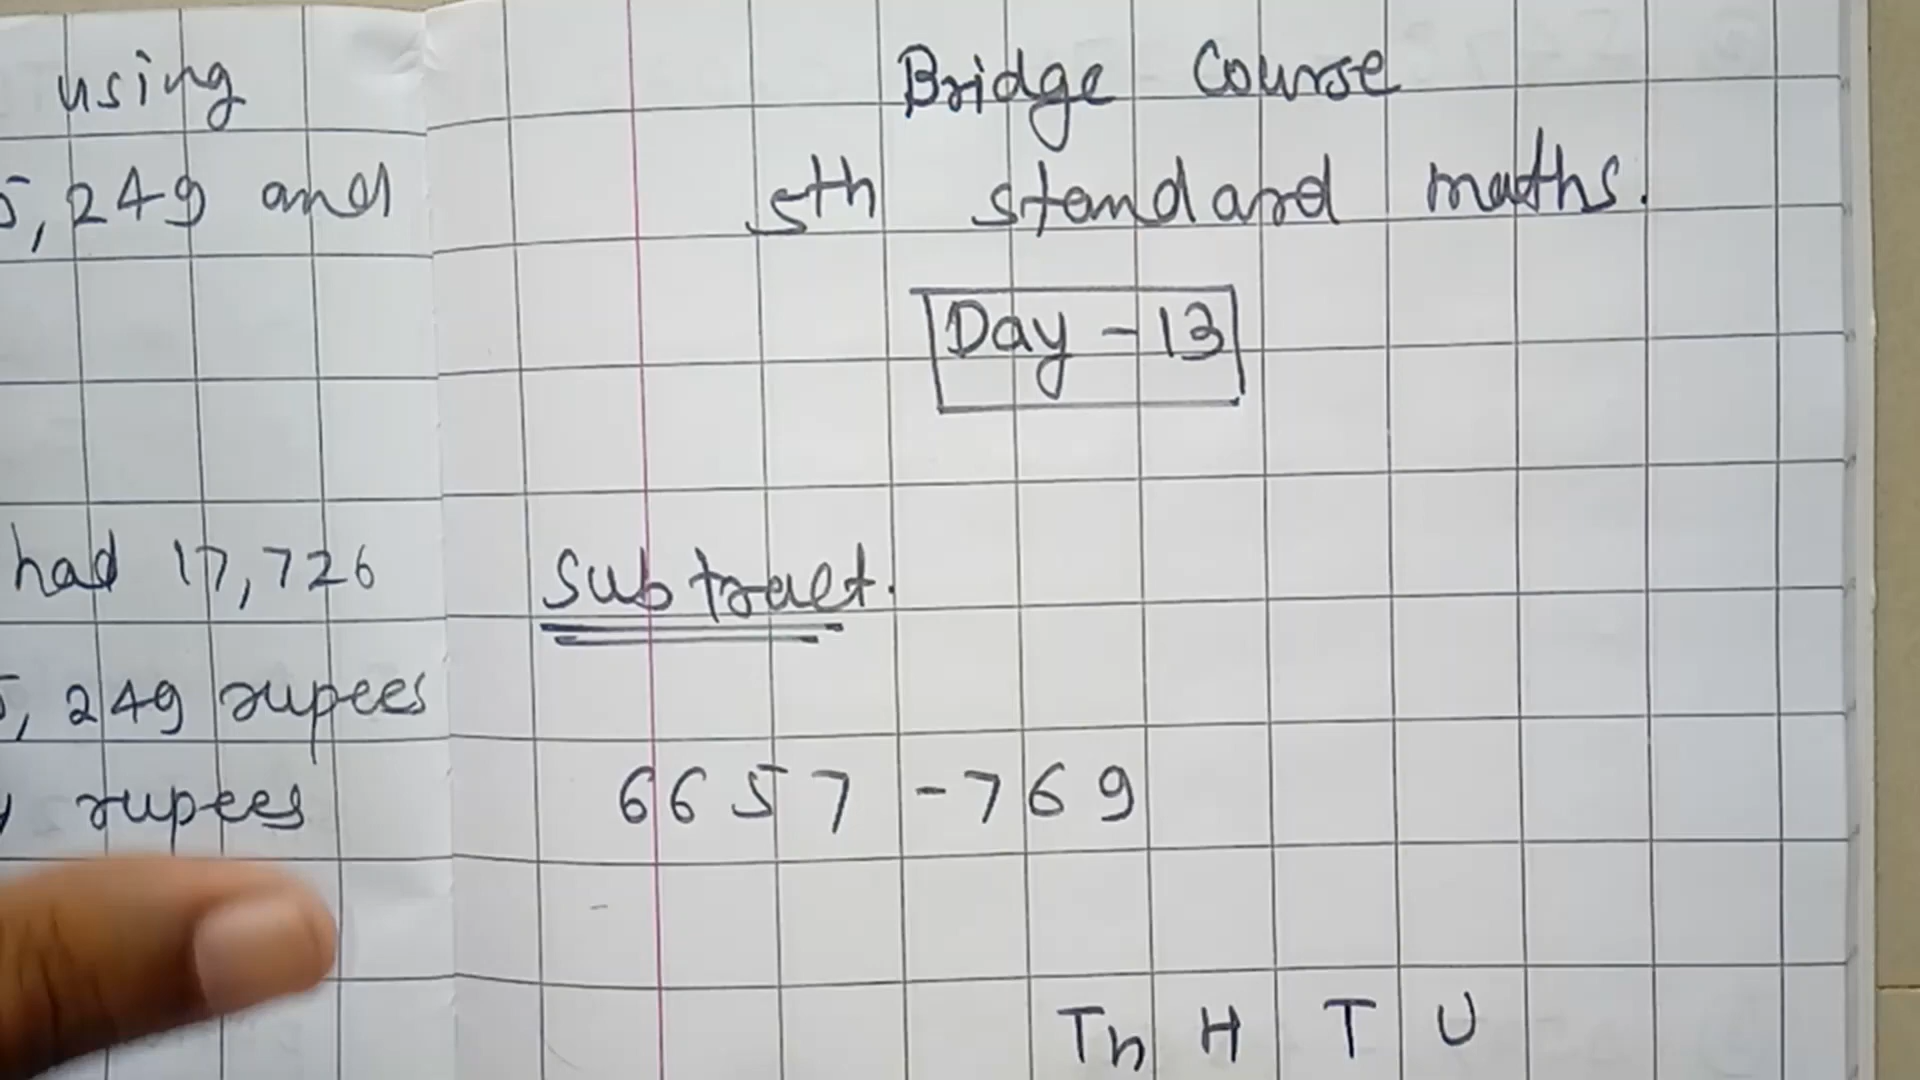 using
5,249 and
had 17,726
5, 249 rupees
rupees
Bridge Course
5th standard maths.
Day - 13
Subtract.
6657 - 769
Th H T U